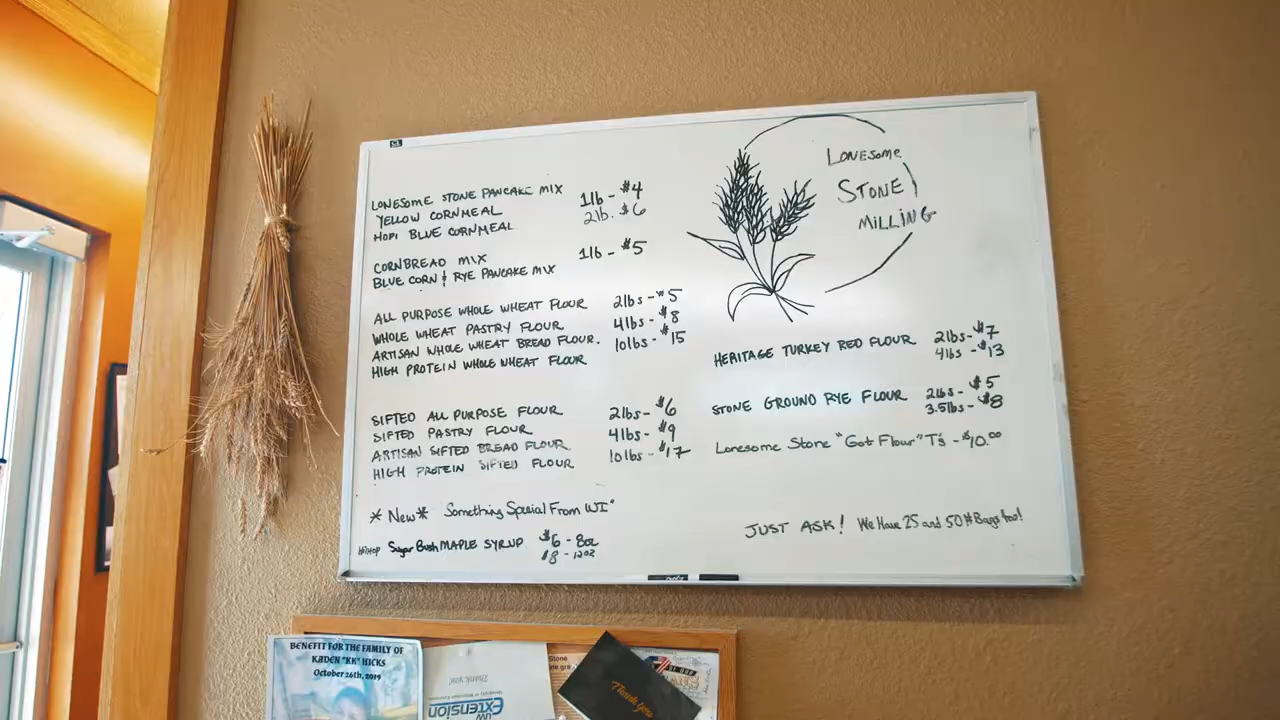 LONESOME STONE PANCAKE MIX
YELLOW CORNMEAL
HOPI BLUE CORNMEAL
1lb - $4
2lb. $6
CORNBREAD MIX
BLUE CORN & RYE PANCAKE MIX
1lb - $5
ALL PURPOSE WHOLE WHEAT FLOUR
WHOLE WHEAT PASTRY FLOUR
ARTISAN WHOLE WHEAT BREAD FLOUR.
HIGH PROTEIN WHOLE WHEAT FLOUR
2lbs - $5
4lbs - $8
10lbs - $15
SIFTED ALL PURPOSE FLOUR
SIFTED PASTRY FLOUR
ARTISAN SIFTED BREAD FLOUR
HIGH PROTEIN SIFTED FLOUR
2lbs - $6
4lbs - $9
10lbs - $17
*New* Something Special From WI"
Sugar Bush MAPLE SYRUP
$6 - 8oz
$8 - 12oz
LONESOME
STONE
MILLING
HERITAGE TURKEY RED FLOUR
2lbs - $7
4lbs - $13
STONE GROUND RYE FLOUR
2lbs - $5
3.5lbs - $8
Lonesome Stone "Got Flour" T's - $10.00
JUST ASK! We Have 25 and 50# Bags too!
BENEFIT FOR THE FAMILY OF
KADEN "KK" HICKS
October 26th, 2019
Thank you!
UW
Extension
Stone
Thank you